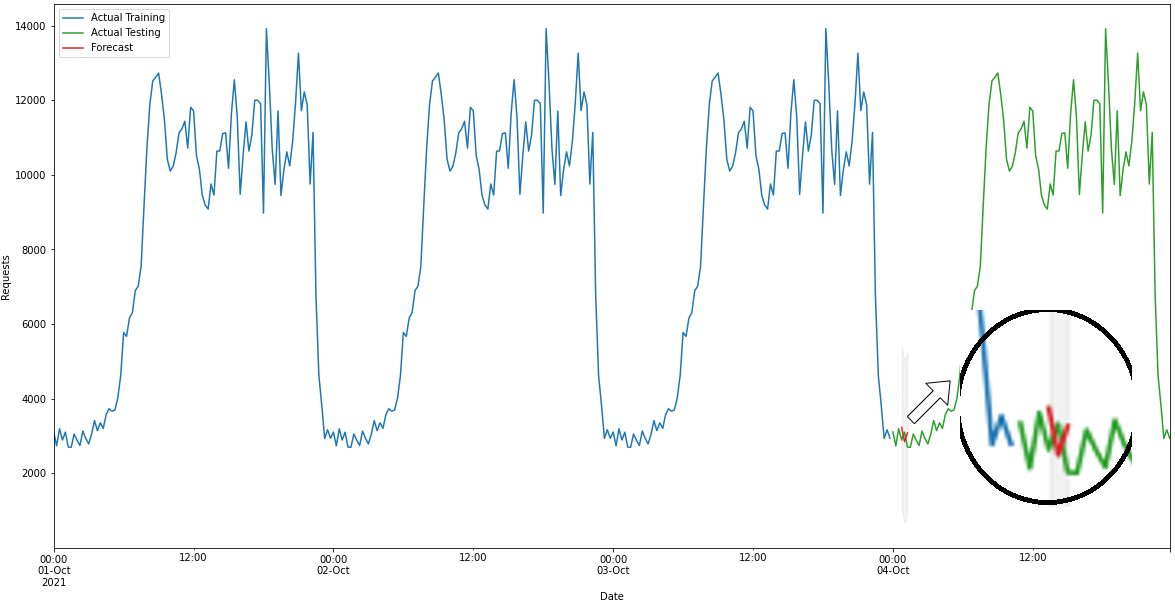 Actual Training
Actual Testing
Forecast
14000
12000
10000
8000
6000
4000
2000
Requests
00:00 12:00 00:00 12:00 00:00 12:00 00:00 12:00
01-Oct 02-Oct 03-Oct 04-Oct
2021
Date